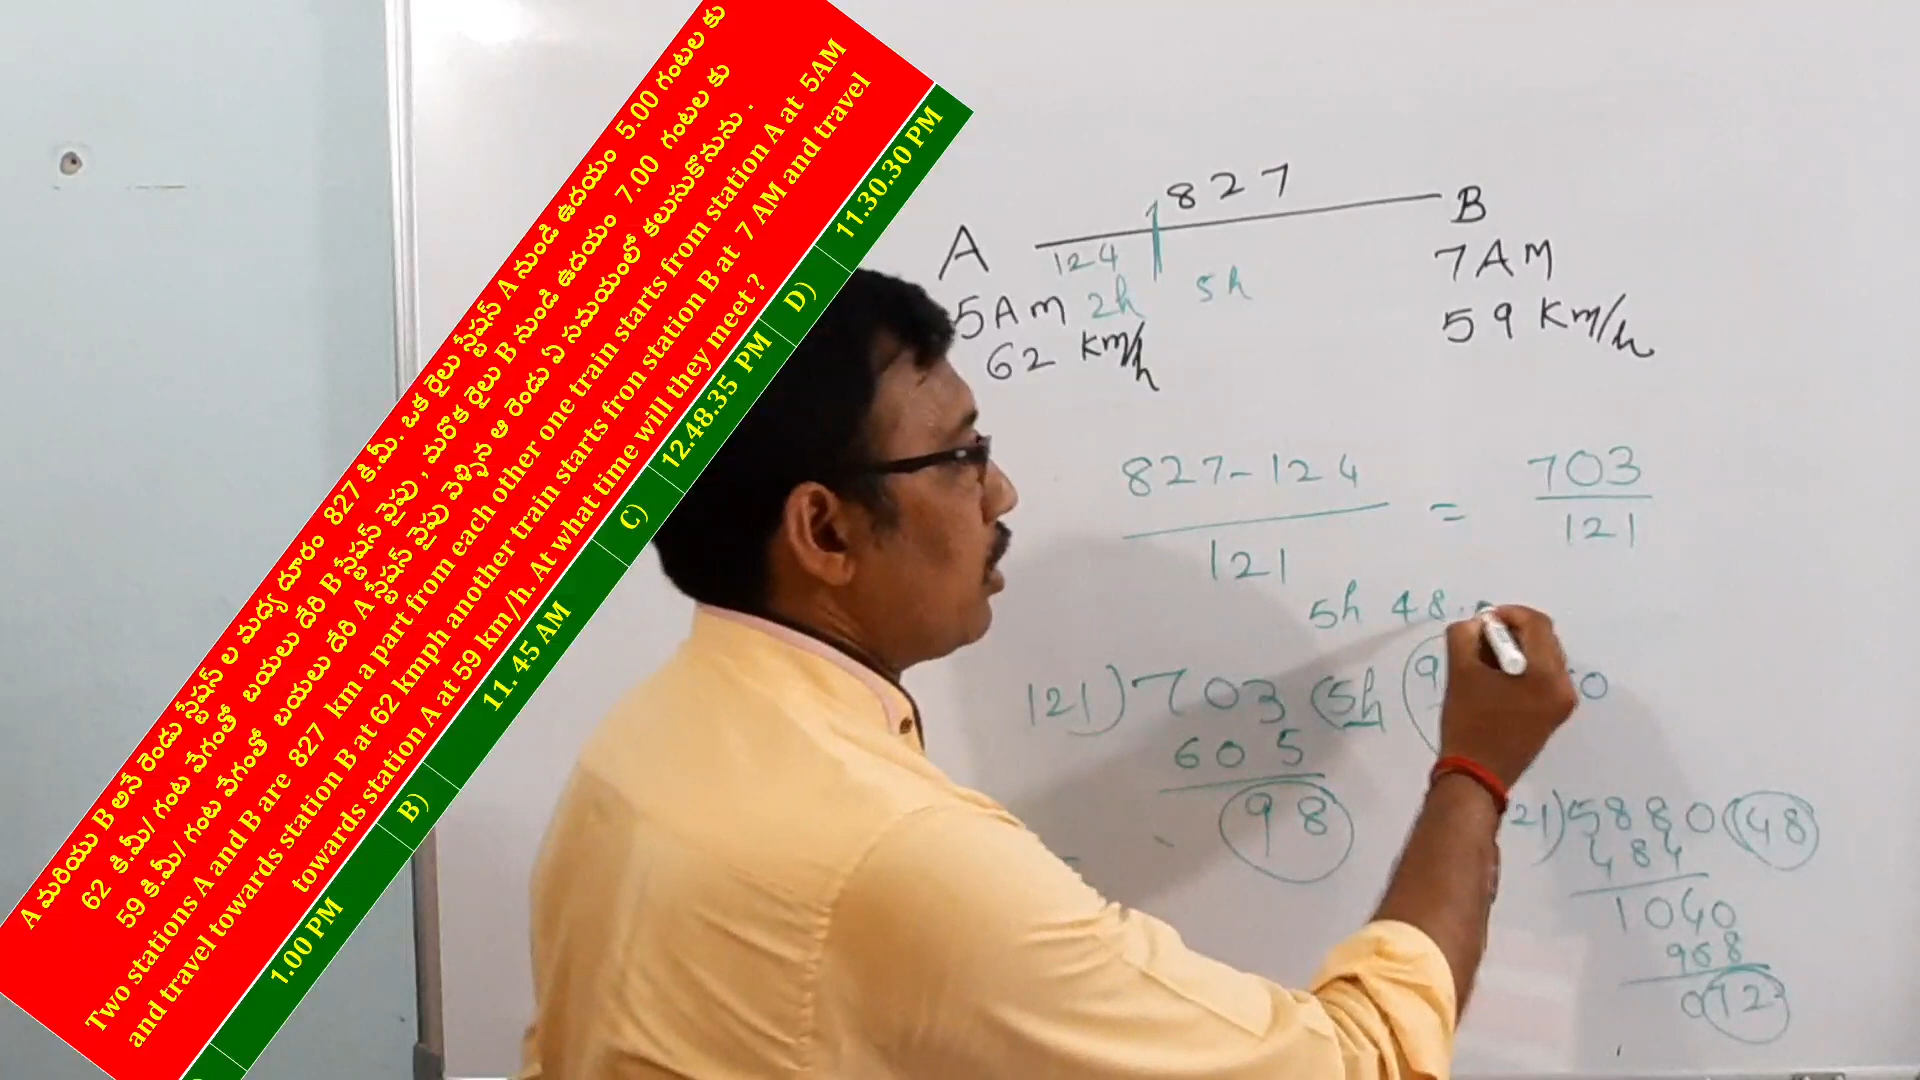 A మరియు B అనే రెండు స్టేషన్ ల మధ్య దూరం 827 కి.మీ. ఒక రైలు స్టేషన్ A నుండి ఉదయం 5.00 గంటల కు
62 కి.మీ/ గంట వేగంతో బయలు దేరి B స్టేషన్ వైపు , మరొక రైలు B నుండి ఉదయం 7.00 గంటల కు
59 కి.మీ/ గంట వేగంతో బయలు దేరి A స్టేషన్ వైపు వెళ్ళిన ఆ రెండు ఏ సమయంలో కలుసుకొనును .
Two stations A and B are 827 km a part from each other one train starts from station A at 5AM
and travel towards station B at 62 kmph another train starts fron station B at 7 AM and travel
towards station A at 59 km/h. At what time will they meet ?
1.00 PM B) 11. 45 AM C) 12.48.35 PM D) 11.30.30 PM
827
A B
124
5AM 2h 5h 7AM
62 km/h 59 Km/h
827-124 = 703
121 121
5h 48.
121) 703 (5h
605
98
21) 5880 (48
484
1040
968
072